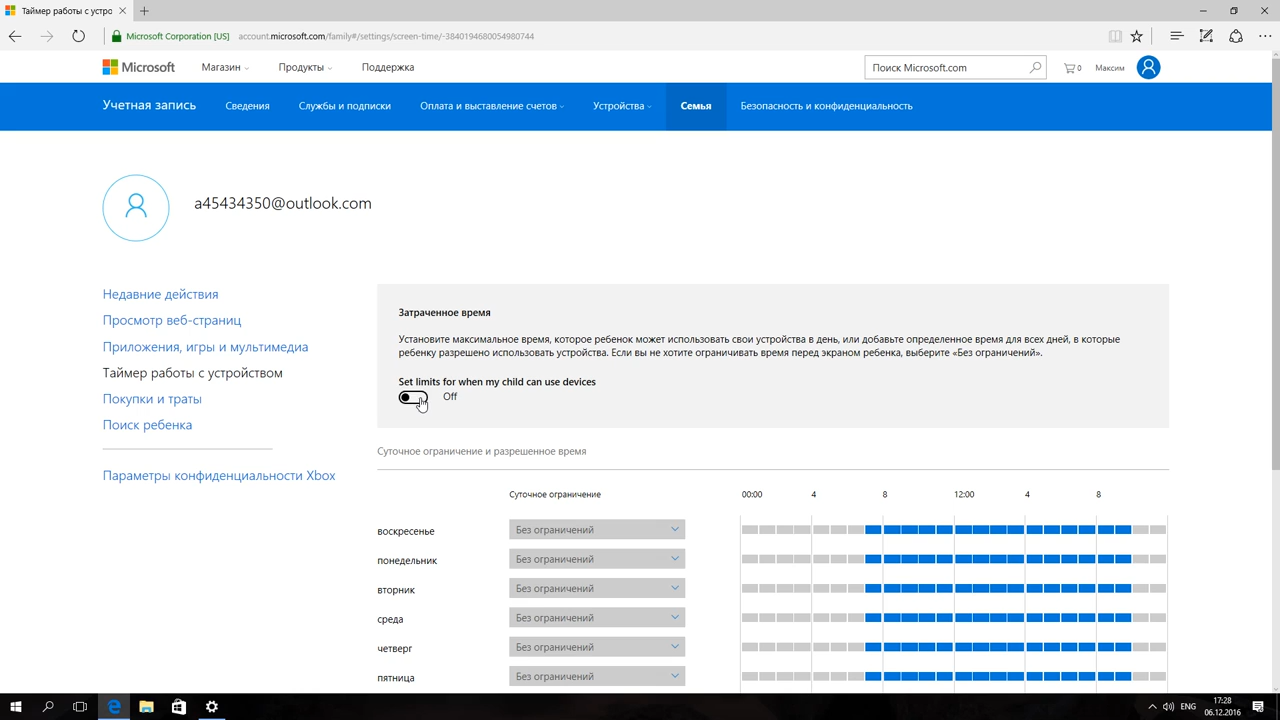 Таймер работы с устро
Microsoft Corporation [US] account.microsoft.com/family#/settings/screen-time/-3840194680054980744
Microsoft Магазин Продукты Поддержка Поиск Microsoft.com 0 Максим
Учетная запись Сведения Службы и подписки Оплата и выставление счетов Устройства Семья Безопасность и конфиденциальность
a45434350@outlook.com
Недавние действия
Просмотр веб-страниц
Приложения, игры и мультимедиа
Таймер работы с устройством
Покупки и траты
Поиск ребенка
Параметры конфиденциальности Xbox
Затраченное время
Установите максимальное время, которое ребенок может использовать свои устройства в день, или добавьте определенное время для всех дней, в которые
ребенку разрешено использовать устройства. Если вы не хотите ограничивать время перед экраном ребенка, выберите «Без ограничений».
Set limits for when my child can use devices
Off
Суточное ограничение и разрешенное время
Суточное ограничение 00:00 4 8 12:00 4 8
воскресенье Без ограничений
понедельник Без ограничений
вторник Без ограничений
среда Без ограничений
четверг Без ограничений
пятница Без ограничений
ENG 17:28
06.12.2016